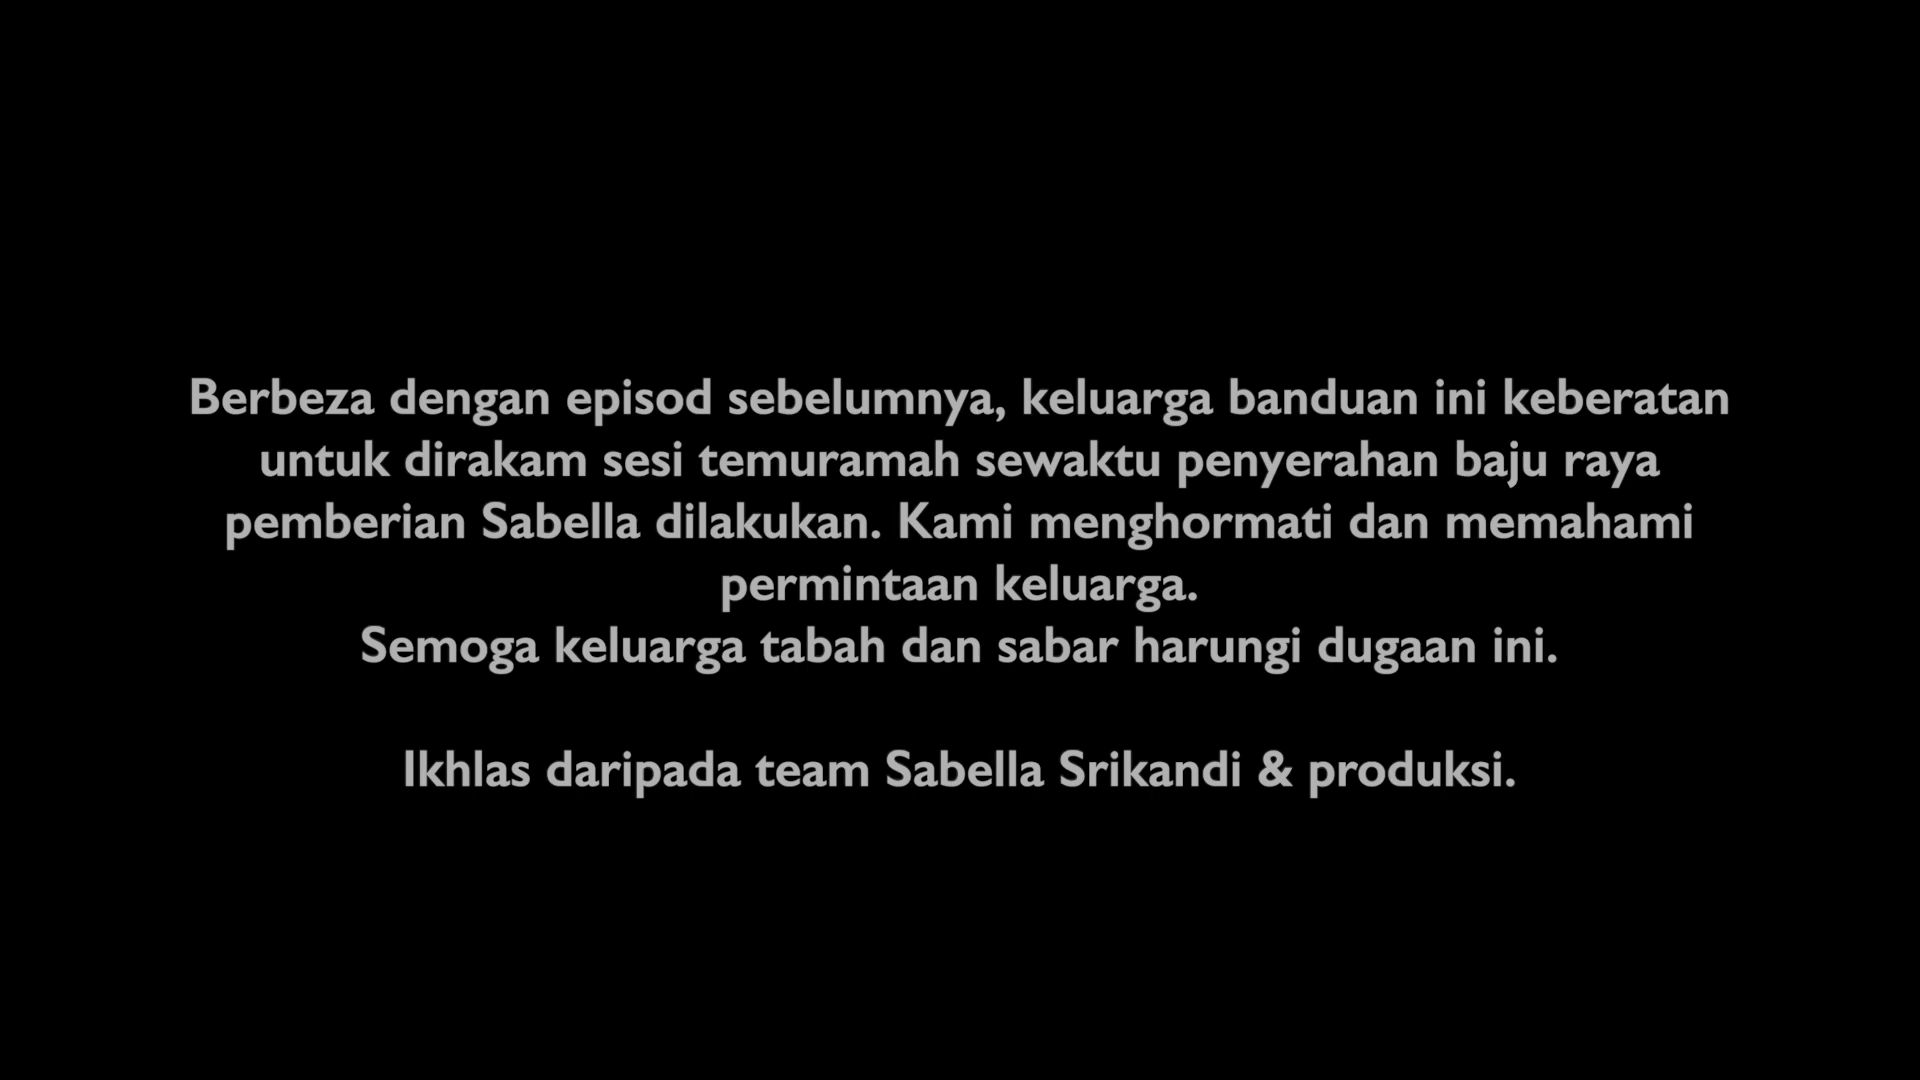 Berbeza dengan episod sebelumnya, keluarga banduan ini keberatan
untuk dirakam sesi temuramah sewaktu penyerahan baju raya
pemberian Sabella dilakukan. Kami menghormati dan memahami
permintaan keluarga.
Semoga keluarga tabah dan sabar harungi dugaan ini.
Ikhlas daripada team Sabella Srikandi & produksi.